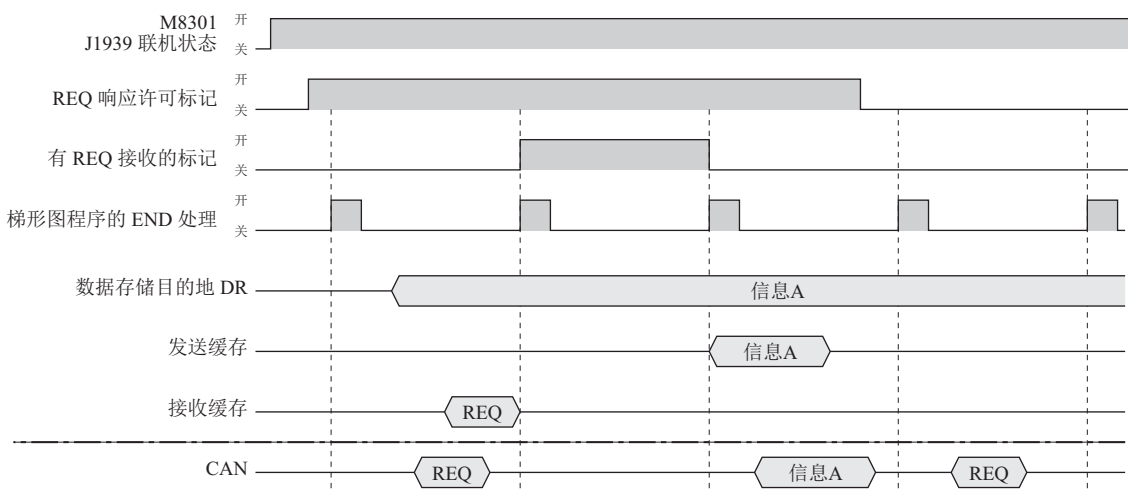 M8301 开
J1939 联机状态 关
开
REQ 响应许可标记
关
开
有 REQ 接收的标记
关
开
梯形图程序的 END 处理
关
数据存储目的地 DR 信息A
发送缓存 信息A
接收缓存 REQ
CAN REQ 信息A REQ